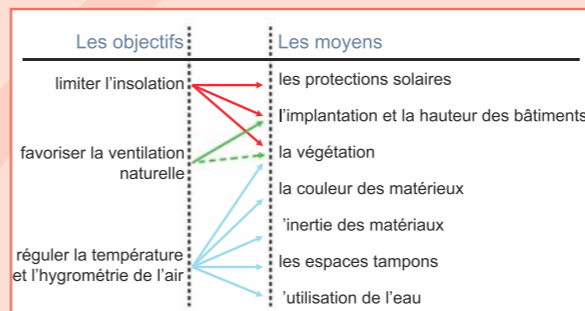 Les objectifs
Les moyens
limiter l'insolation
les protections solaires
l'implantation et la hauteur des bâtiments
favoriser la ventilation
naturelle
la végétation
la couleur des matérieux
'inertie des matériaux
réguler la température
et l'hygrométrie de l'air
les espaces tampons
'utilisation de l'eau